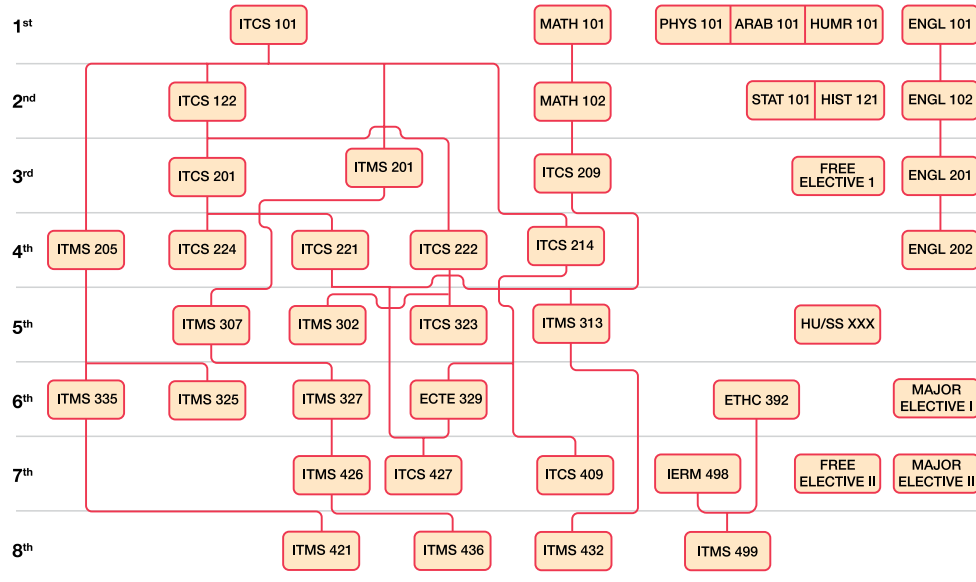 1st
ITCS 101
MATH 101
PHYS 101
ARAB 101
HUMR 101
ENGL 101
2nd
ITCS 122
MATH 102
STAT 101
HIST 121
ENGL 102
3rd
ITCS 201
ITMS 201
ITCS 209
FREE
ELECTIVE 1
ENGL 201
4th
ITMS 205
ITCS 224
ITCS 221
ITCS 222
ITCS 214
ENGL 202
5th
ITMS 307
ITMS 302
ITCS 323
ITMS 313
HU/SS XXX
6th
ITMS 335
ITMS 325
ITMS 327
ECTE 329
ETHC 392
MAJOR
ELECTIVE I
7th
ITMS 426
ITCS 427
ITCS 409
IERM 498
FREE
ELECTIVE II
MAJOR
ELECTIVE II
8th
ITMS 421
ITMS 436
ITMS 432
ITMS 499